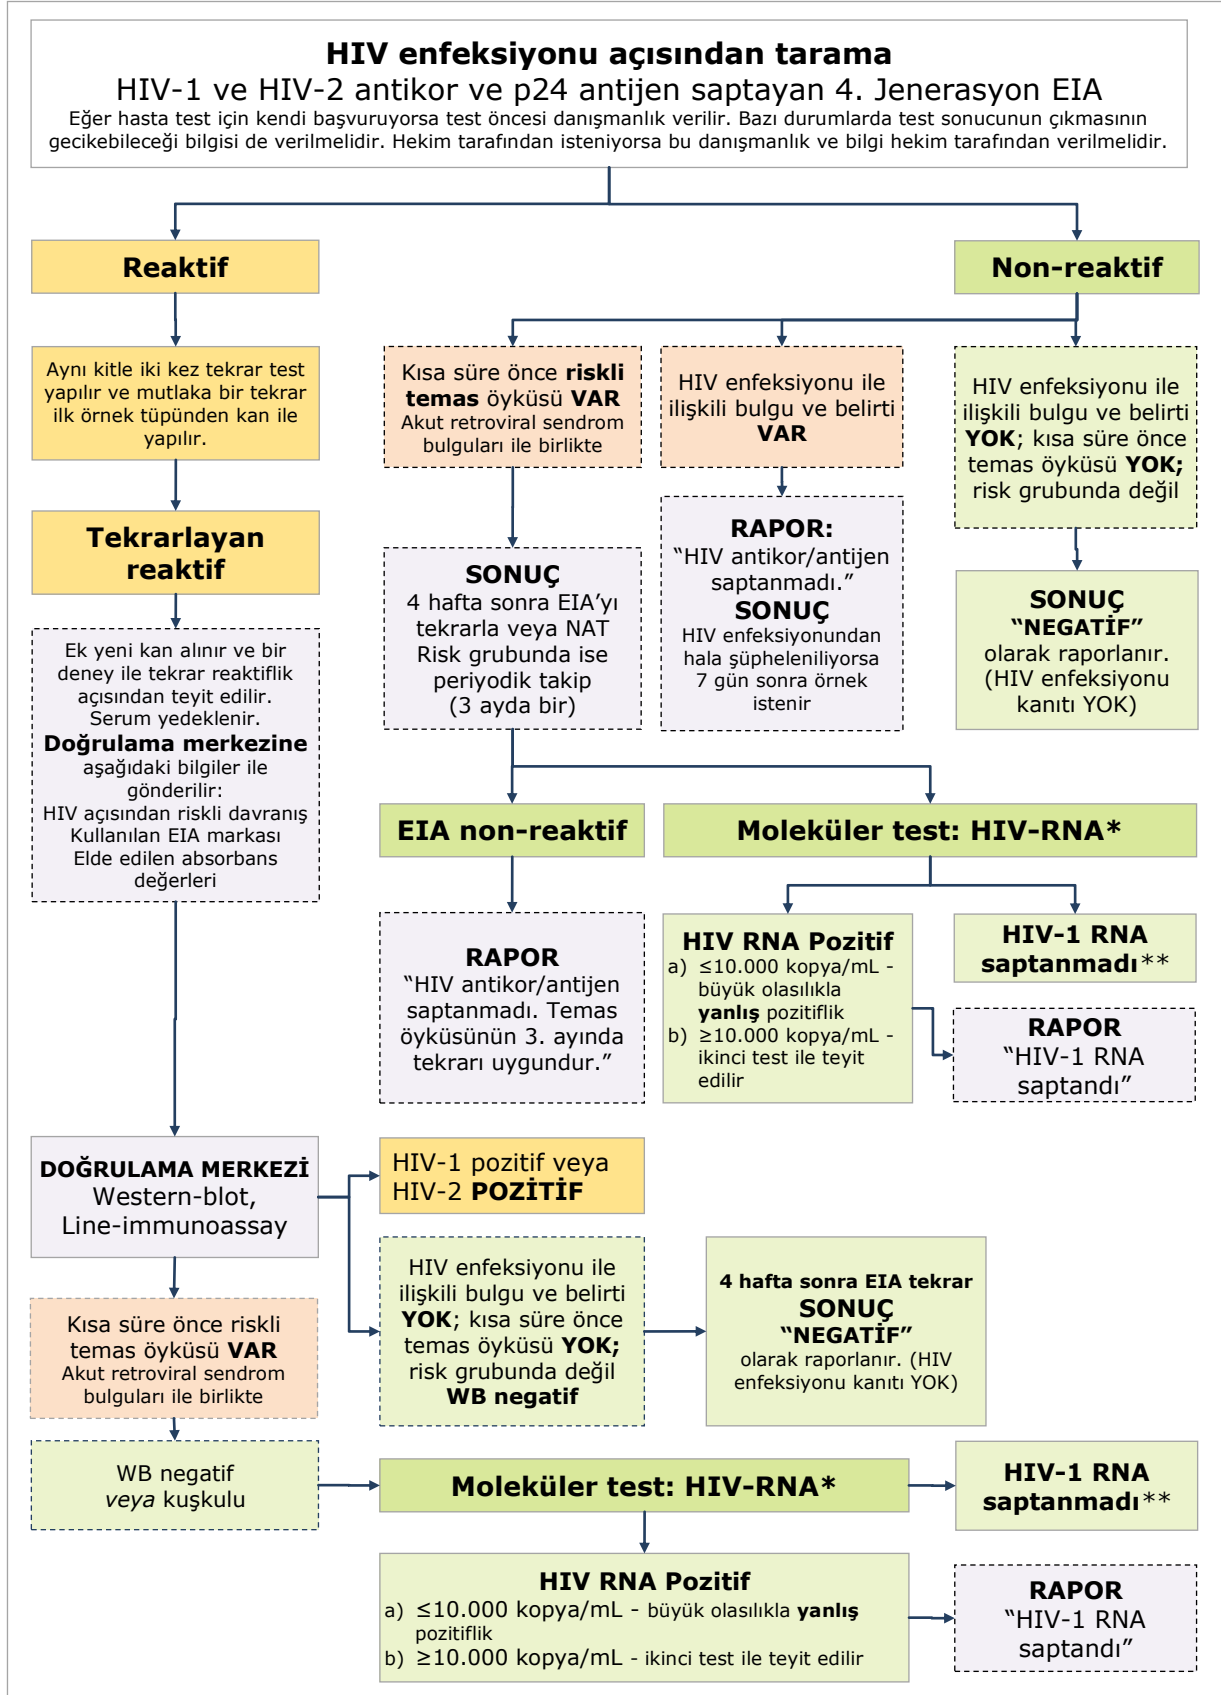 HIV enfeksiyonu açısından tarama
HIV-1 ve HIV-2 antikor ve p24 antijen saptayan 4. Jenerasyon EIA
Eğer hasta test için kendi başvuruyorsa test öncesi danışmanlık verilir. Bazı durumlarda test sonucunun çıkmasının
gecikebileceği bilgisi de verilmelidir. Hekim tarafından isteniyorsa bu danışmanlık ve bilgi hekim tarafından verilmelidir.
Reaktif
Non-reaktif
Aynı kitle iki kez tekrar test
yapılır ve mutlaka bir tekrar
ilk örnek tüpünden kan ile
yapılır.
Kısa süre önce riskli
temas öyküsü VAR
Akut retroviral sendrom
bulguları ile birlikte
HIV enfeksiyonu ile
ilişkili bulgu ve belirti
VAR
HIV enfeksiyonu ile
ilişkili bulgu ve belirti
YOK; kısa süre önce
temas öyküsü YOK;
risk grubunda değil
Tekrarlayan
reaktif
SONUÇ
4 hafta sonra EIA’yı
tekrarla veya NAT
Risk grubunda ise
periyodik takip
(3 ayda bir)
RAPOR:
“HIV antikor/antijen
saptanmadı.”
SONUÇ
HIV enfeksiyonundan
hala şüpheleniliyorsa
7 gün sonra örnek
istenir
SONUÇ
“NEGATİF”
olarak raporlanır.
(HIV enfeksiyonu
kanıtı YOK)
Ek yeni kan alınır ve bir
deney ile tekrar reaktiflik
açısından teyit edilir.
Serum yedeklenir.
Doğrulama merkezine
aşağıdaki bilgiler ile
gönderilir:
HIV açısından riskli davranış
Kullanılan EIA markası
Elde edilen absorbans
değerleri
EIA non-reaktif
Moleküler test: HIV-RNA*
RAPOR
“HIV antikor/antijen
saptanmadı. Temas
öyküsünün 3. ayında
tekrarı uygundur.”
HIV RNA Pozitif
a) ≤10.000 kopya/mL -
büyük olasılıkla
yanlış pozitiflik
b) ≥10.000 kopya/mL -
ikinci test ile teyit
edilir
HIV-1 RNA
saptanmadı**
RAPOR
“HIV-1 RNA
saptandı”
DOĞRULAMA MERKEZİ
Western-blot,
Line-immunoassay
HIV-1 pozitif veya
HIV-2 POZİTİF
HIV enfeksiyonu ile
ilişkili bulgu ve belirti
YOK; kısa süre önce
temas öyküsü YOK;
risk grubunda değil
WB negatif
4 hafta sonra EIA tekrar
SONUÇ
“NEGATİF”
olarak raporlanır. (HIV
enfeksiyonu kanıtı YOK)
Kısa süre önce riskli
temas öyküsü VAR
Akut retroviral sendrom
bulguları ile birlikte
WB negatif
veya kuşkulu
Moleküler test: HIV-RNA*
HIV-1 RNA
saptanmadı**
HIV RNA Pozitif
a) ≤10.000 kopya/mL - büyük olasılıkla yanlış
pozitiflik
b) ≥10.000 kopya/mL - ikinci test ile teyit edilir
RAPOR
“HIV-1 RNA
saptandı”